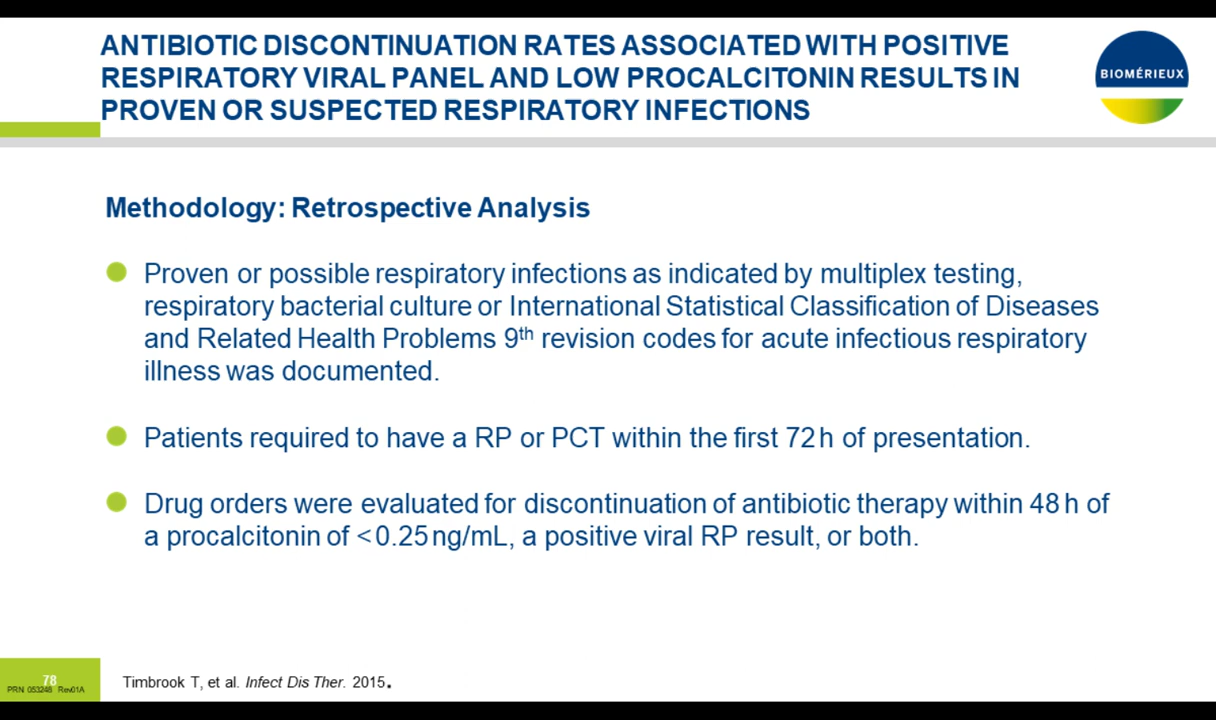 ANTIBIOTIC DISCONTINUATION RATES ASSOCIATED WITH POSITIVE
RESPIRATORY VIRAL PANEL AND LOW PROCALCITONIN RESULTS IN
PROVEN OR SUSPECTED RESPIRATORY INFECTIONS
BIOMÉRIEUX
Methodology: Retrospective Analysis
Proven or possible respiratory infections as indicated by multiplex testing,
respiratory bacterial culture or International Statistical Classification of Diseases
and Related Health Problems 9th revision codes for acute infectious respiratory
illness was documented.
Patients required to have a RP or PCT within the first 72 h of presentation.
Drug orders were evaluated for discontinuation of antibiotic therapy within 48 h of
a procalcitonin of <0.25 ng/mL, a positive viral RP result, or both.
78
PRN 053248 Rev01A
Timbrook T, et al. Infect Dis Ther. 2015.